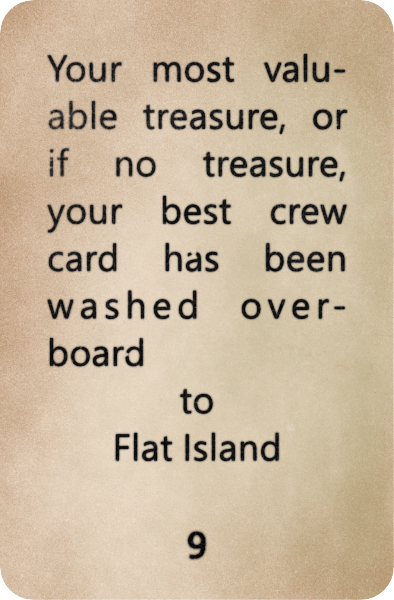 Your most valu-
able treasure, or
if no treasure,
your best crew
card has been
washed over-
board
to
Flat Island
9